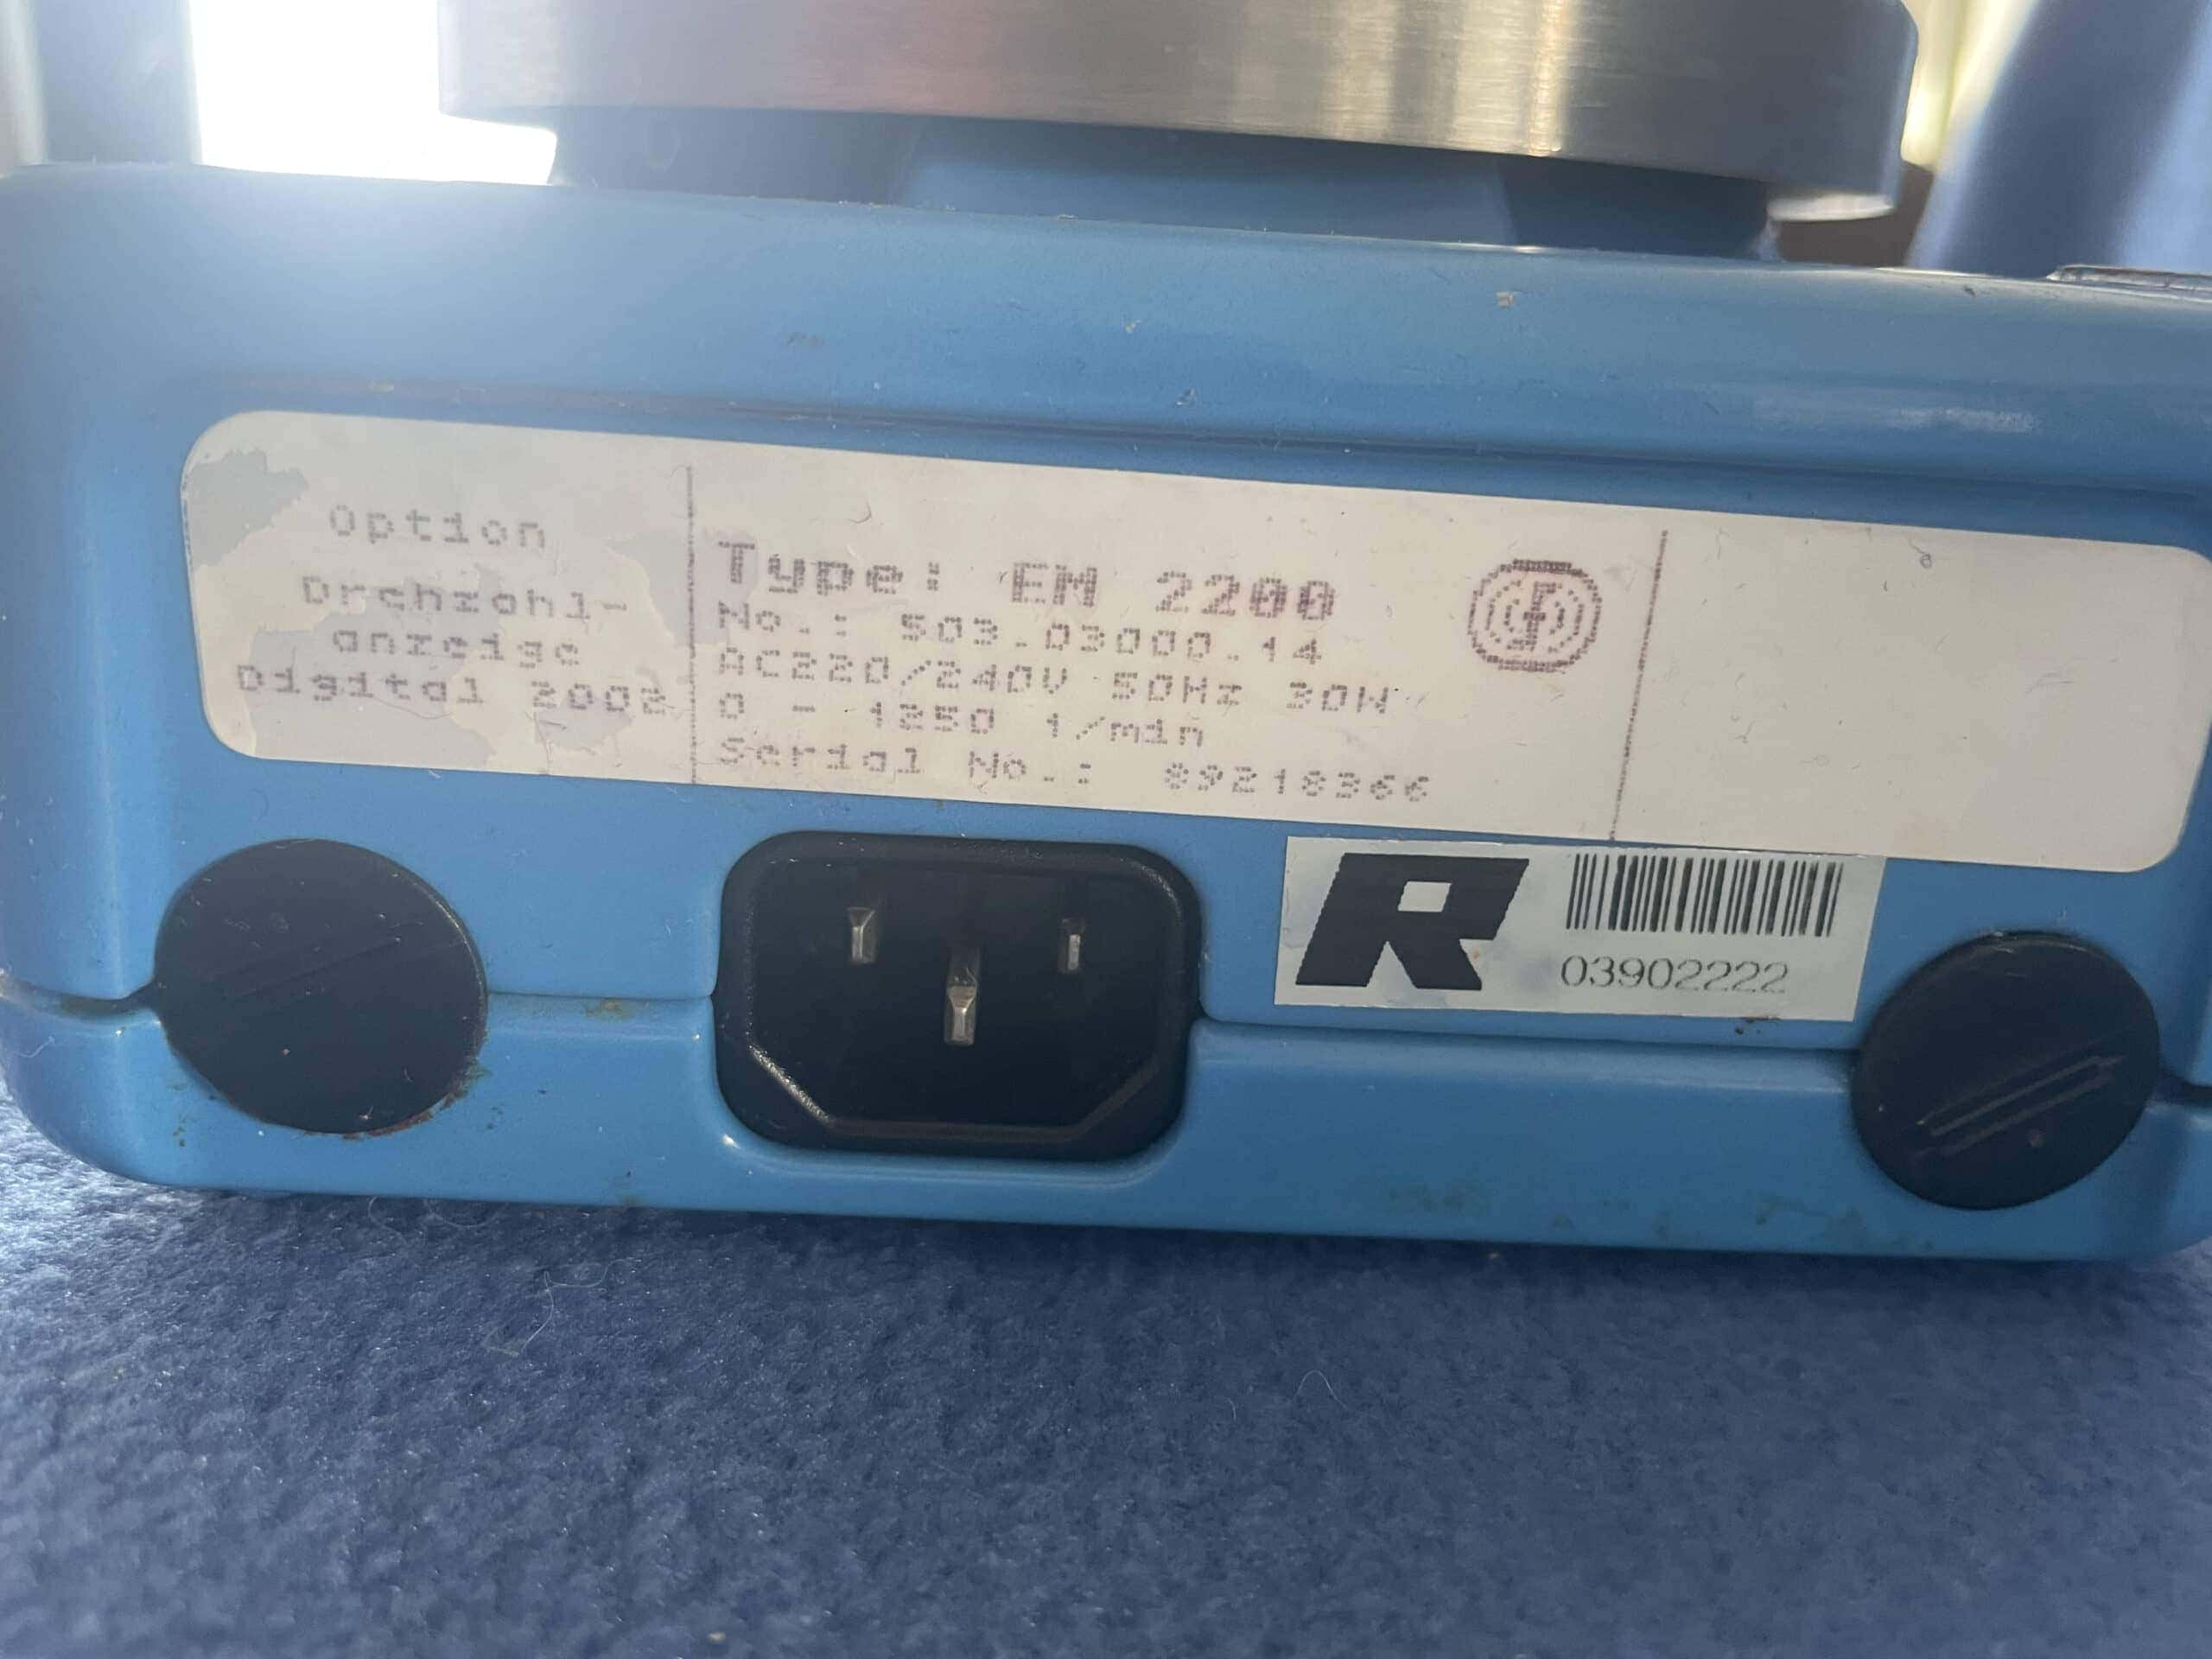 Option
Drehzahl-
anzeige
Digital 2002
Type: EM 2200
No.: 503.03000.14
AC220/240V 50Hz 30W
0 - 1250 1/min
Serial No.: 89218366
R
03902222